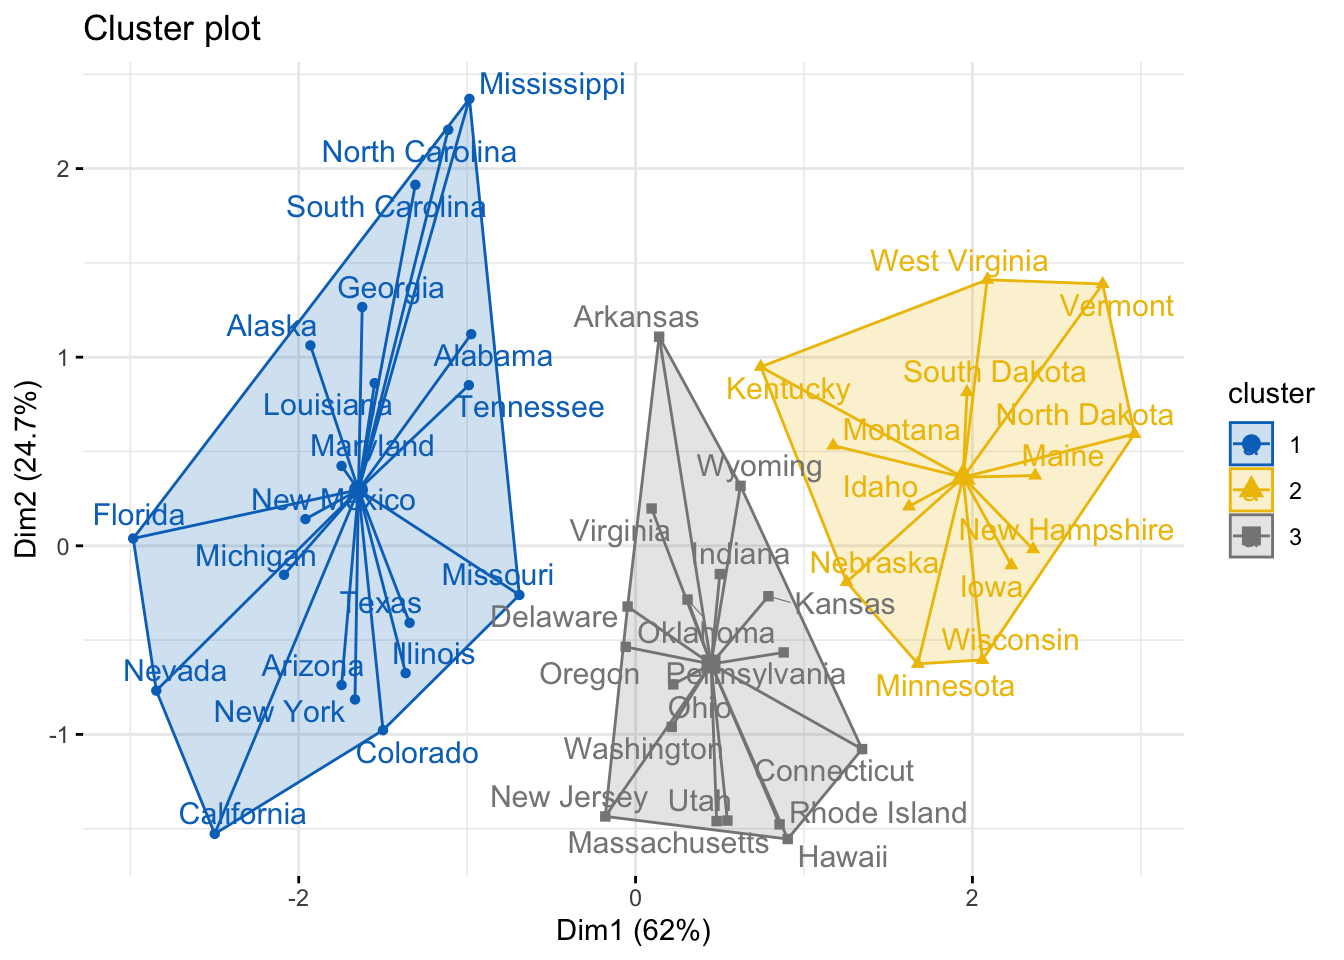 Cluster plot
Mississippi
North Carolina
South Carolina
West Virginia
Georgia
Vermont
Arkansas
Alaska
Alabama
South Dakota
Kentucky
Louisiana
Tennessee
North Dakota
Montana
Maryland
Maine
Wyoming
Idaho
New Mexico
Florida
Virginia
New Hampshire
Michigan
Indiana
Nebraska
Missouri
Iowa
Texas
Delaware
Kansas
Oklahoma
Wisconsin
Illinois
Arizona
Nevada
Oregon
Pennsylvania
Minnesota
New York
Ohio
Colorado
Washington
Connecticut
New Jersey
Utah
California
Rhode Island
Massachusetts
Hawaii
2
1
0
-1
Dim2 (24.7%)
-2
0
2
Dim1 (62%)
cluster
1
2
3